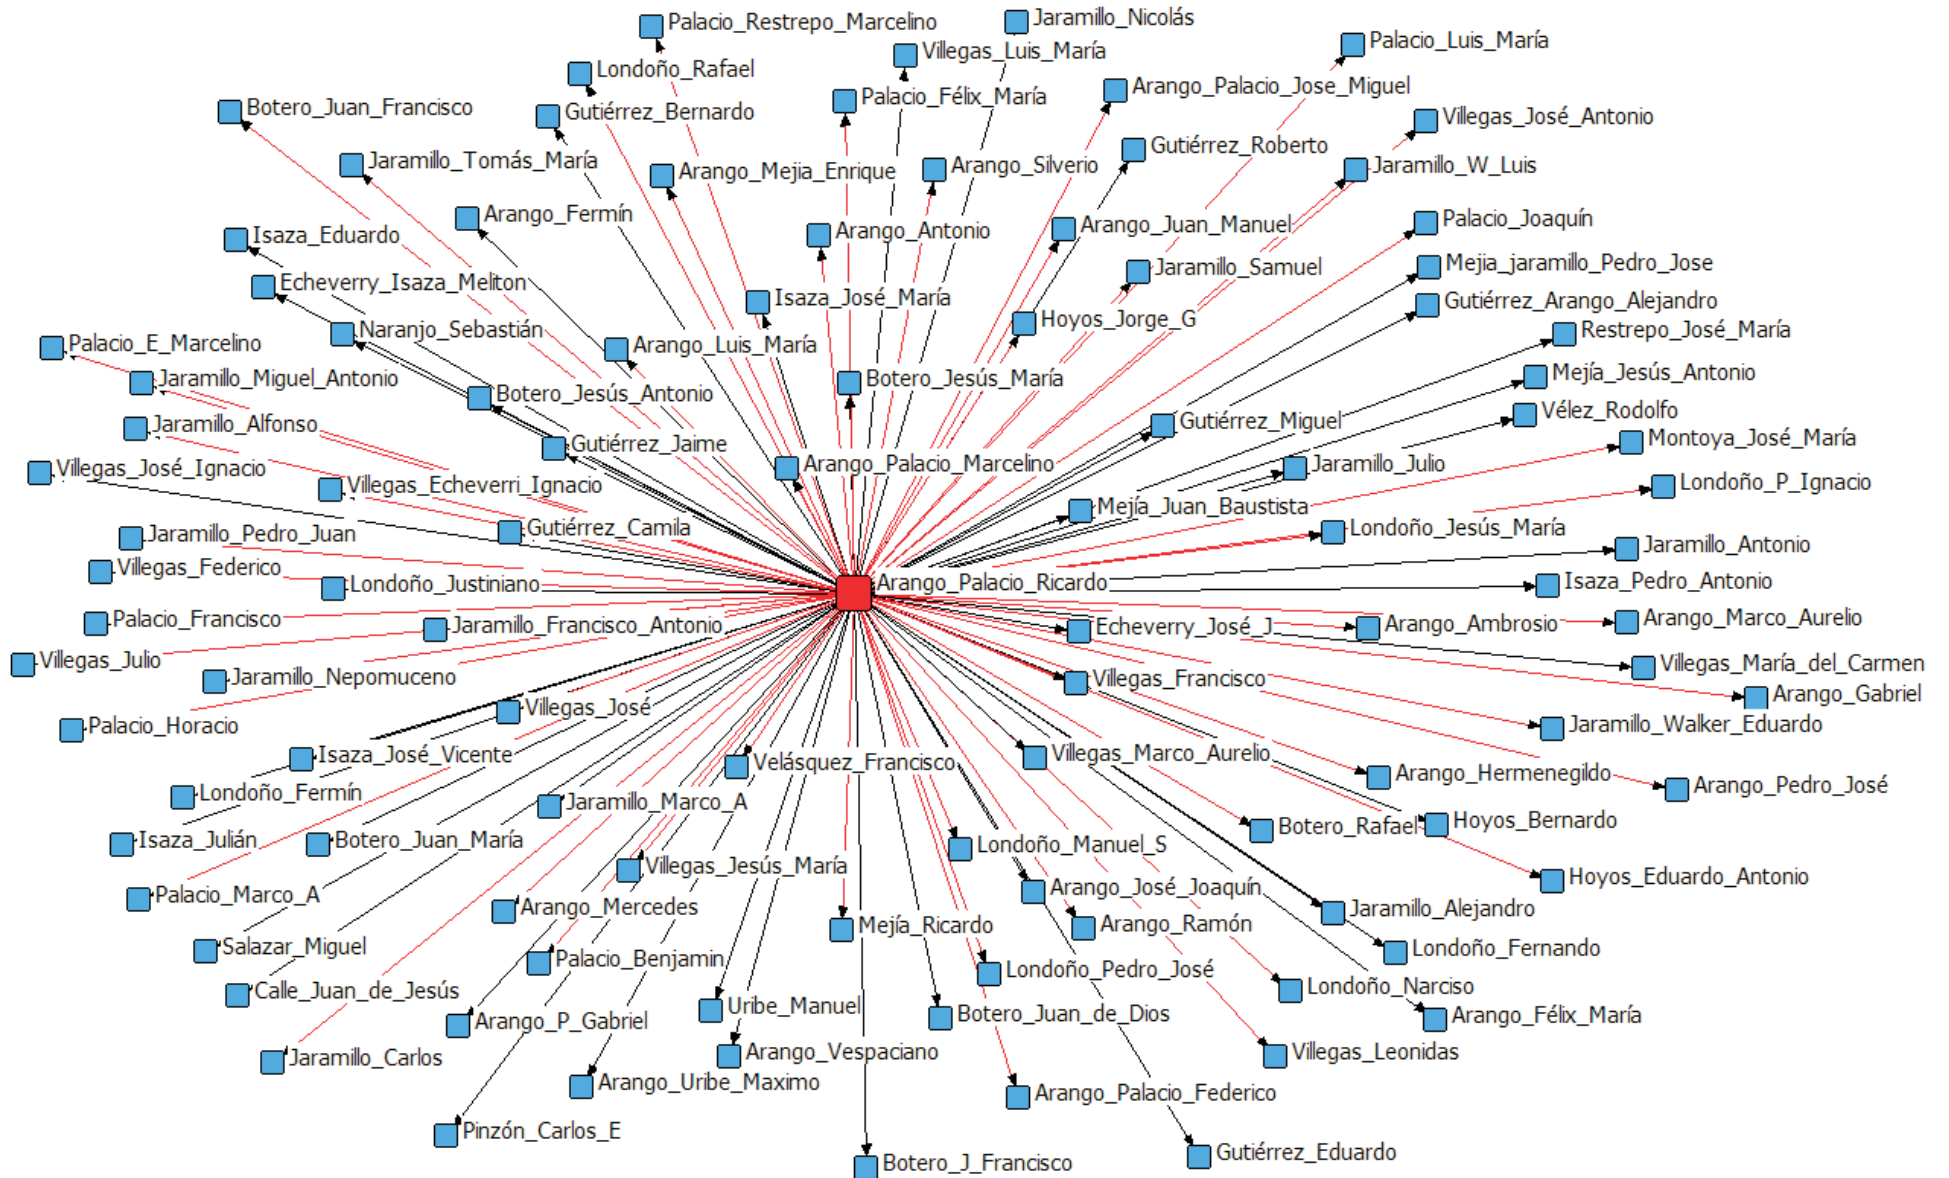 Jaramillo_Nicolás
Palacio_Restrepo_Marcelino
Palacio_Luis_María
Villegas_Luis_María
Londoño_Rafael
Arango_Palacio_Jose_Miguel
Palacio_Félix_María
Botero_Juan_Francisco
Gutiérrez_Bernardo
Villegas_José_Antonio
Gutiérrez_Roberto
Jaramillo_Tomás_María
Arango_Silverio
Jaramillo_W_Luis
Arango_Mejia_Enrique
Arango_Fermín
Palacio_Joaquín
Arango_Juan_Manuel
Arango_Antonio
Isaza_Eduardo
Mejia_jaramillo_Pedro_Jose
Jaramillo_Samuel
Echeverry_Isaza_Meliton
Isaza_José_María
Gutiérrez_Arango_Alejandro
Hoyos_Jorge_G
Naranjo_Sebastián
Restrepo_José_María
Palacio_E_Marcelino
Arango_Luis_María
Mejía_Jesús_Antonio
Jaramillo_Miguel_Antonio
Botero_Jesús_María
Botero_Jesús_Antonio
Vélez_Rodolfo
Gutiérrez_Miguel
Jaramillo_Alfonso
Montoya_José_María
Gutiérrez_Jaime
Arango_Palacio_Marcelino
Jaramillo_Julio
Villegas_José_Ignacio
Londoño_P_Ignacio
Villegas_Echeverri_Ignacio
Mejía_Juan_Baustista
Gutiérrez_Camila
Londoño_Jesús_María
Jaramillo_Pedro_Juan
Jaramillo_Antonio
Villegas_Federico
Londoño_Justiniano
Arango_Palacio_Ricardo
Isaza_Pedro_Antonio
Palacio_Francisco
Jaramillo_Francisco_Antonio
Echeverry_José_J
Arango_Ambrosio
Arango_Marco_Aurelio
Villegas_Julio
Villegas_María_del_Carmen
Jaramillo_Nepomuceno
Villegas_Francisco
Arango_Gabriel
Villegas_José
Palacio_Horacio
Jaramillo_Walker_Eduardo
Isaza_José_Vicente
Velásquez_Francisco
Villegas_Marco_Aurelio
Arango_Hermenegildo
Arango_Pedro_José
Londoño_Fermín
Jaramillo_Marco_A
Botero_Rafael
Hoyos_Bernardo
Isaza_Julián
Botero_Juan_María
Londoño_Manuel_S
Villegas_Jesús_María
Hoyos_Eduardo_Antonio
Palacio_Marco_A
Arango_José_Joaquín
Arango_Mercedes
Jaramillo_Alejandro
Mejía_Ricardo
Arango_Ramón
Salazar_Miguel
Londoño_Fernando
Palacio_Benjamin
Londoño_Pedro_José
Londoño_Narciso
Calle_Juan_de_Jesús
Uribe_Manuel
Botero_Juan_de_Dios
Arango_Félix_María
Arango_P_Gabriel
Arango_Vespaciano
Villegas_Leonidas
Jaramillo_Carlos
Arango_Uribe_Maximo
Arango_Palacio_Federico
Pinzón_Carlos_E
Gutiérrez_Eduardo
Botero_J_Francisco